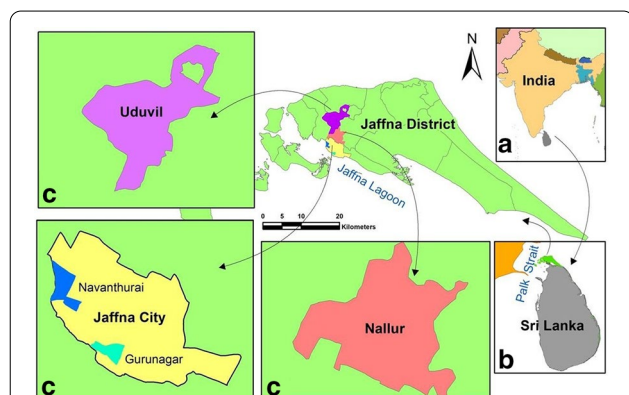 Uduvil
c
N
Jaffna District
Jaffna Lagoon
0 5 10 20
Kilometers
India
a
Navanthurai
Jaffna City
Gurunagar
c
Nallur
c
Palk Strait
Sri Lanka
b